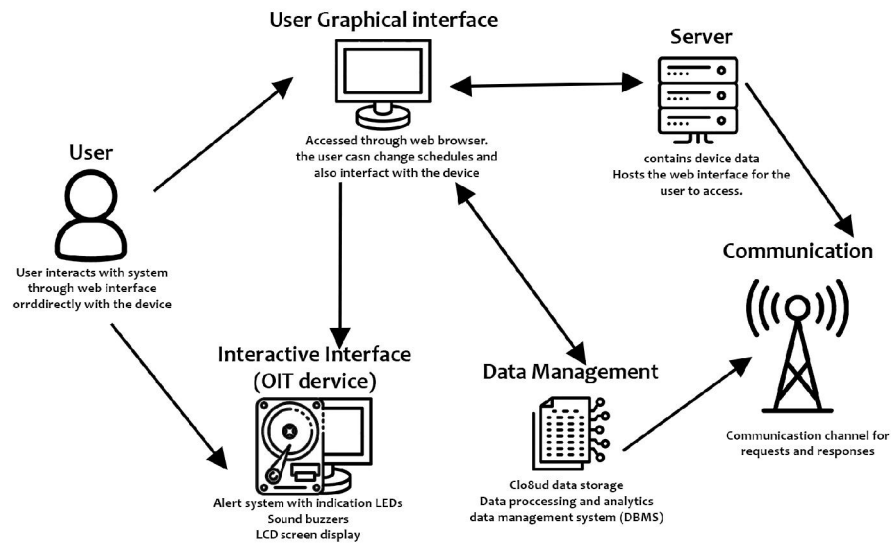 User Graphical interface
Accessed through web browser.
the user casn change schedules and
also interfact with the device
Server
contains device data
Hosts the web interface for the
user to access.
User
User interacts with system
through web interface
orrddirectly with the device
Communication
Communicastion channel for
requests and responses
Interactive Interface
(OIT dervice)
Alert system with indication LEDs
Sound buzzers
LCD screen display
Data Management
Clo8ud data storage
Data proccessing and analytics
data management system (DBMS)